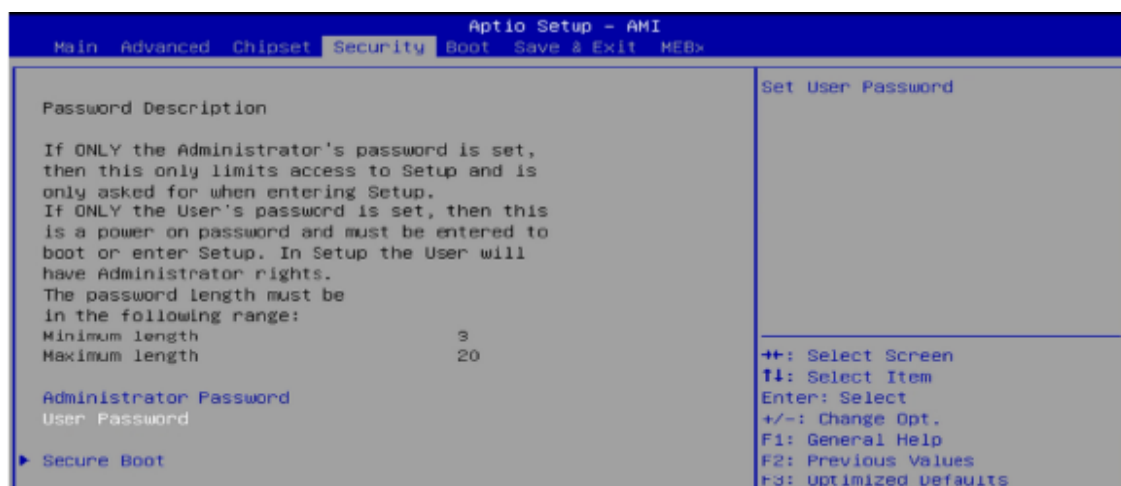 Aptio Setup – AMI
Main Advanced Chipset Security Boot Save & Exit MEBx
Password Description
If ONLY the Administrator's password is set,
then this only limits access to Setup and is
only asked for when entering Setup.
If ONLY the User's password is set, then this
is a power on password and must be entered to
boot or enter Setup. In Setup the User will
have Administrator rights.
The password length must be
in the following range:
Minimum length 3
Maximum length 20
Administrator Password
User Password
► Secure Boot
Set User Password
→←: Select Screen
↑↓: Select Item
Enter: Select
+/-: Change Opt.
F1: General Help
F2: Previous Values
F3: Optimized Defaults